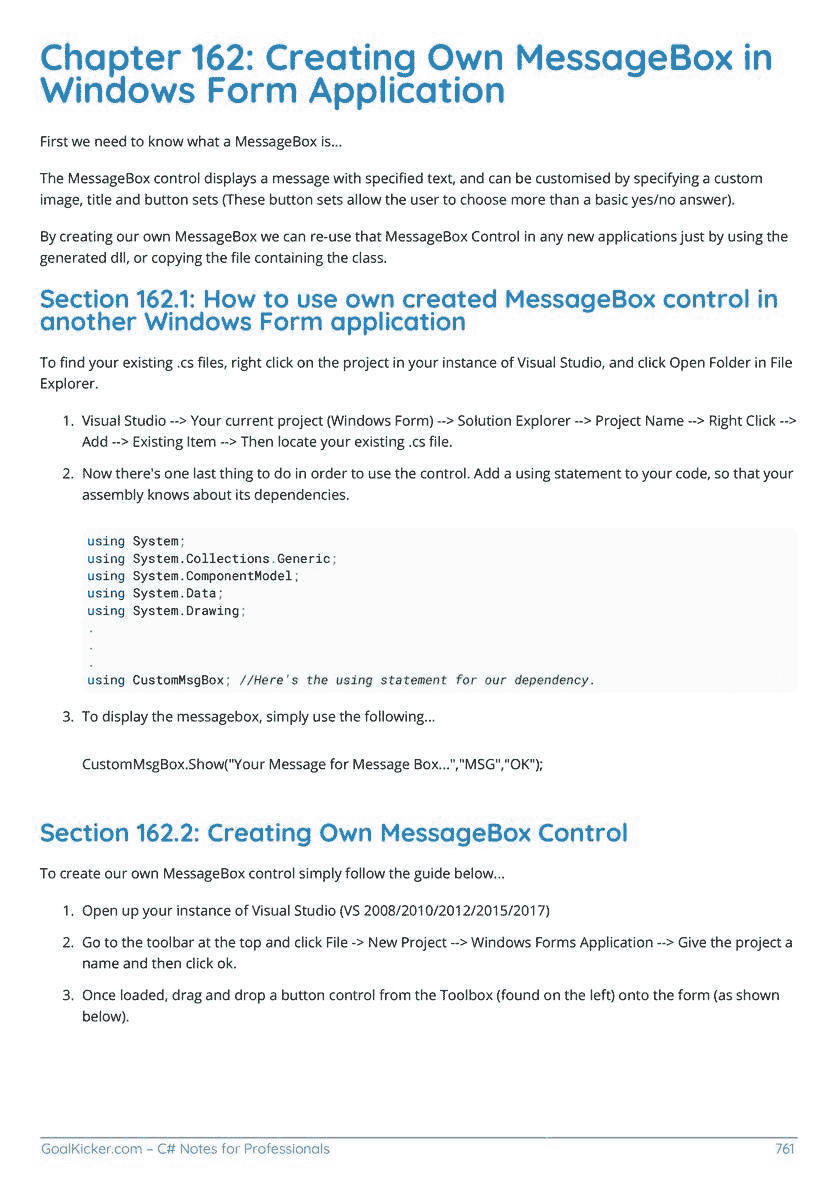 Chapter 162: Creating Own MessageBox in
Windows Form Application
First we need to know what a MessageBox is...
The MessageBox control displays a message with specified text, and can be customised by specifying a custom
image, title and button sets (These button sets allow the user to choose more than a basic yes/no answer).
By creating our own MessageBox we can re-use that MessageBox Control in any new applications just by using the
generated dll, or copying the file containing the class.
Section 162.1: How to use own created MessageBox control in
another Windows Form application
To find your existing .cs files, right click on the project in your instance of Visual Studio, and click Open Folder in File
Explorer.
1. Visual Studio --> Your current project (Windows Form) --> Solution Explorer --> Project Name --> Right Click -->
Add --> Existing Item --> Then locate your existing .cs file.
2. Now there's one last thing to do in order to use the control. Add a using statement to your code, so that your
assembly knows about its dependencies.
using System;
using System.Collections.Generic;
using System.ComponentModel;
using System.Data;
using System.Drawing;
.
.
.
using CustomMsgBox; //Here's the using statement for our dependency.
3. To display the messagebox, simply use the following...
CustomMsgBox.Show("Your Message for Message Box...","MSG","OK");
Section 162.2: Creating Own MessageBox Control
To create our own MessageBox control simply follow the guide below...
1. Open up your instance of Visual Studio (VS 2008/2010/2012/2015/2017)
2. Go to the toolbar at the top and click File -> New Project --> Windows Forms Application --> Give the project a
name and then click ok.
3. Once loaded, drag and drop a button control from the Toolbox (found on the left) onto the form (as shown
below).
GoalKicker.com – C# Notes for Professionals 761